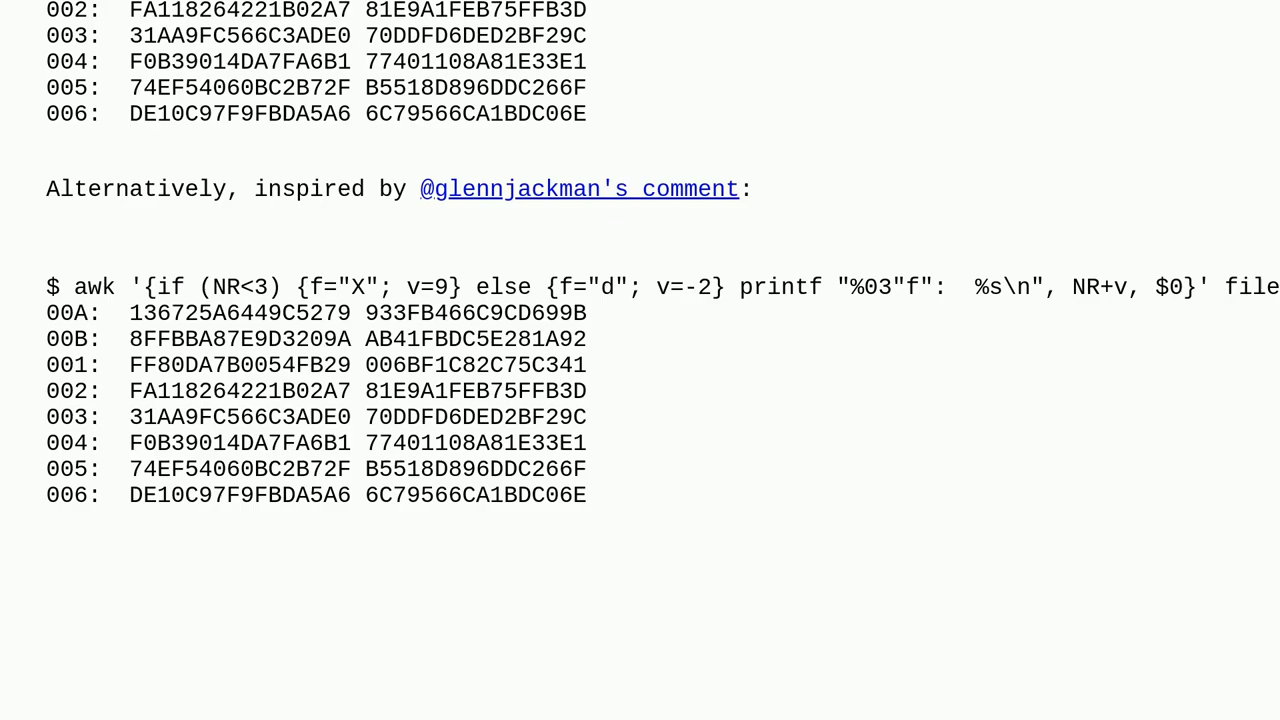 002:  FA118264221B02A7 81E9A1FEB75FFB3D
003:  31AA9FC566C3ADE0 70DDFD6DED2BF29C
004:  F0B39014DA7FA6B1 77401108A81E33E1
005:  74EF54060BC2B72F B5518D896DDC266F
006:  DE10C97F9FBDA5A6 6C79566CA1BDC06E
Alternatively, inspired by @glennjackman's comment:
$ awk '{if (NR<3) {f="X"; v=9} else {f="d"; v=-2} printf "%03"f":  %s\n", NR+v, $0}' file
00A:  136725A6449C5279 933FB466C9CD699B
00B:  8FFBBA87E9D3209A AB41FBDC5E281A92
001:  FF80DA7B0054FB29 006BF1C82C75C341
002:  FA118264221B02A7 81E9A1FEB75FFB3D
003:  31AA9FC566C3ADE0 70DDFD6DED2BF29C
004:  F0B39014DA7FA6B1 77401108A81E33E1
005:  74EF54060BC2B72F B5518D896DDC266F
006:  DE10C97F9FBDA5A6 6C79566CA1BDC06E